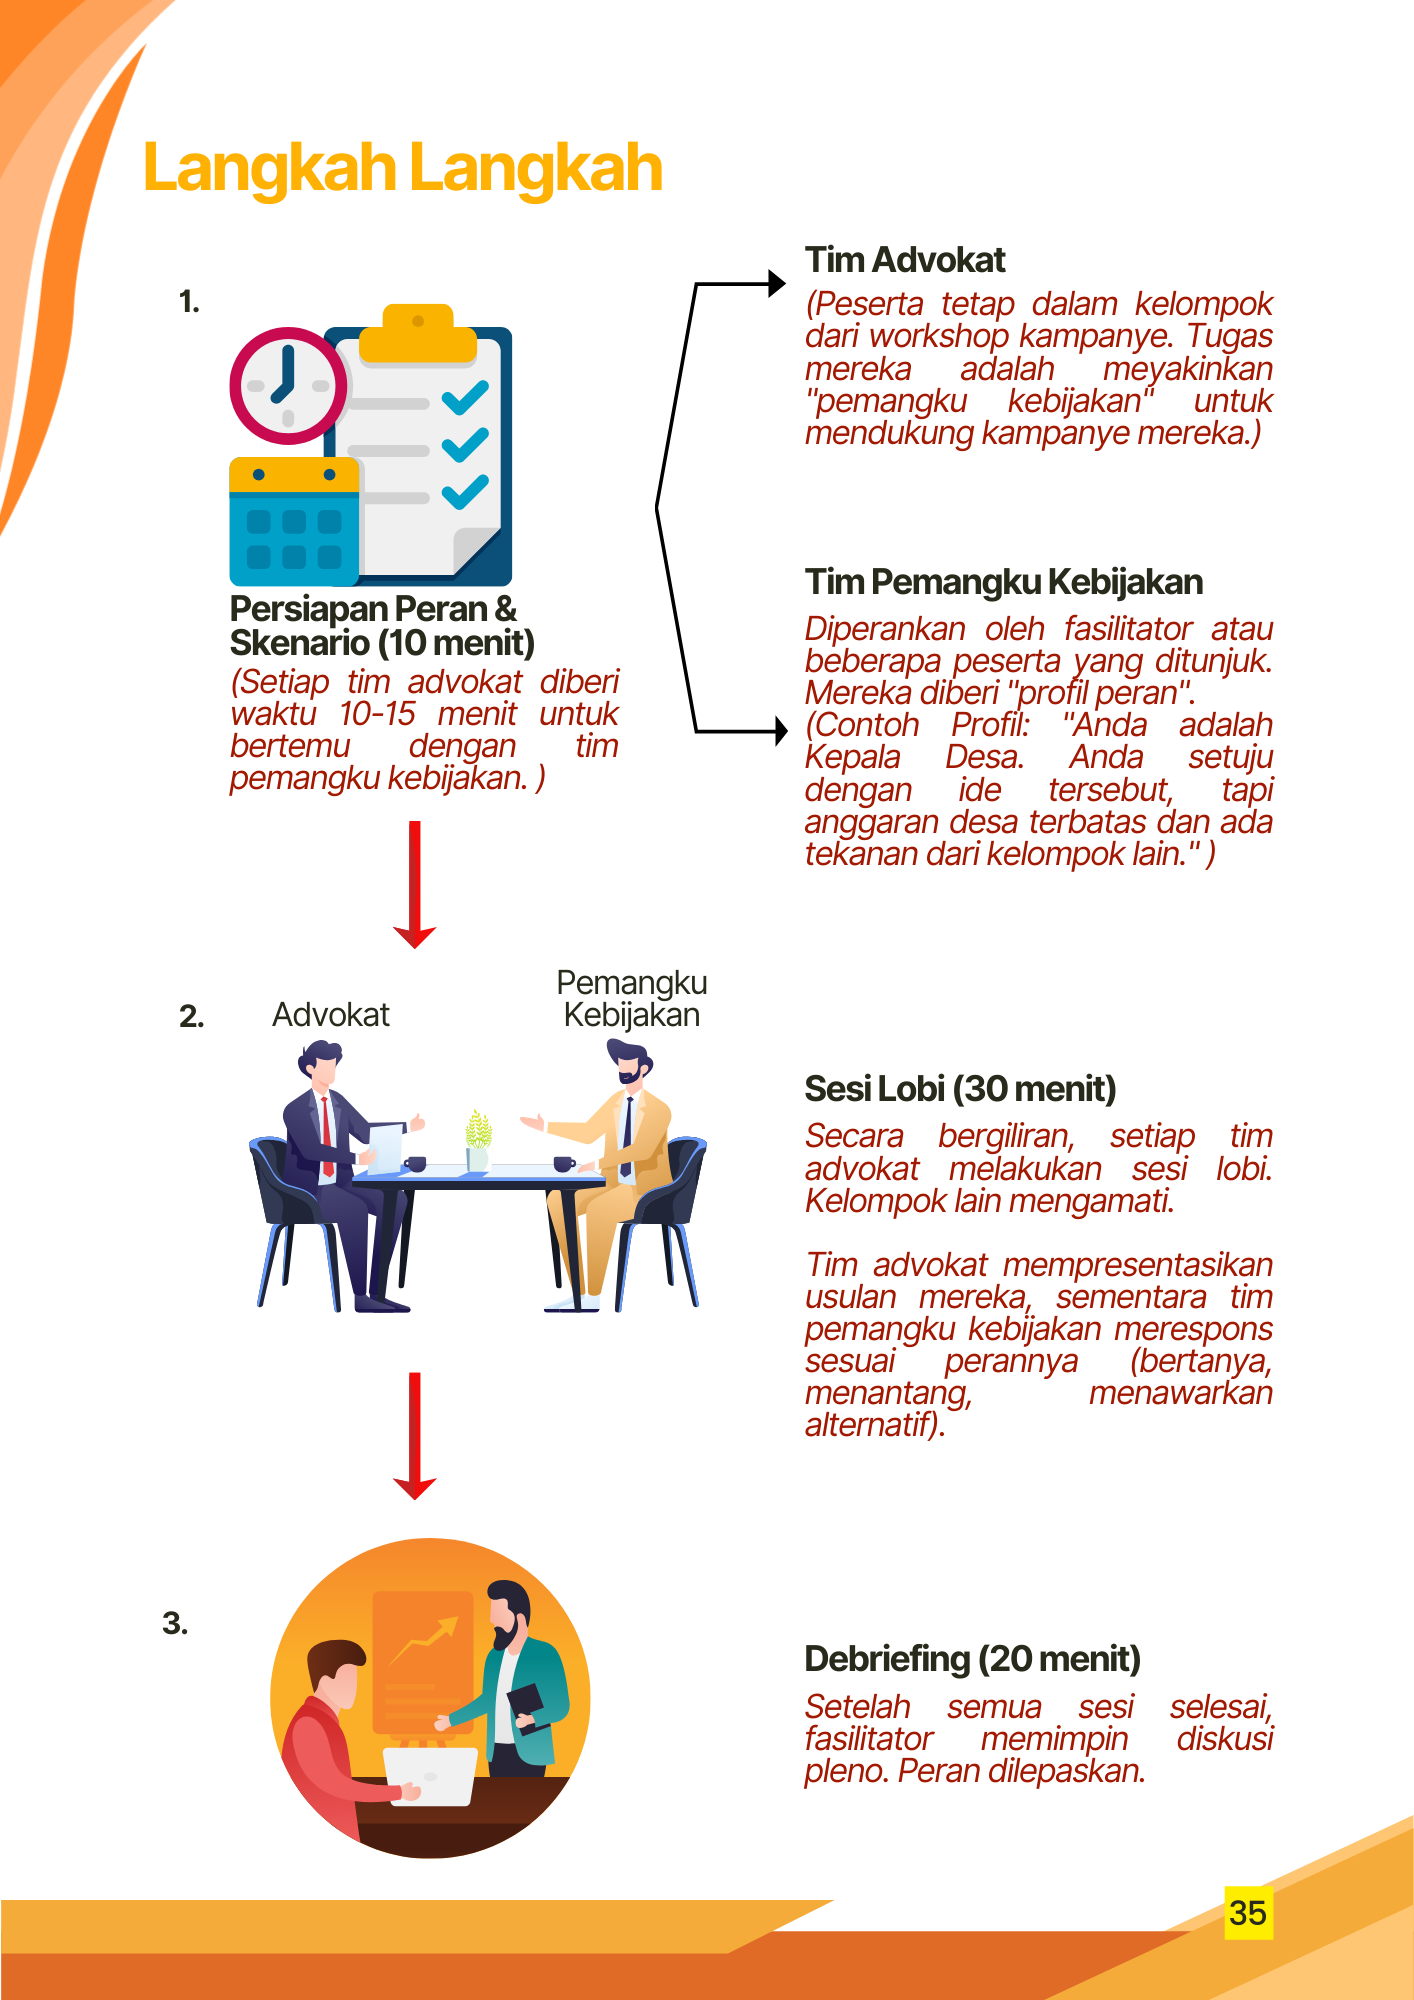 Langkah Langkah
1.
Persiapan Peran &
Skenario (10 menit)
(Setiap tim advokat diberi
waktu 10-15 menit untuk
bertemu dengan tim
pemangku kebijakan. )
Tim Advokat
(Peserta tetap dalam kelompok
dari workshop kampanye. Tugas
mereka adalah meyakinkan
"pemangku kebijakan" untuk
mendukung kampanye mereka.)
Tim Pemangku Kebijakan
Diperankan oleh fasilitator atau
beberapa peserta yang ditunjuk.
Mereka diberi "profil peran".
(Contoh Profil: "Anda adalah
Kepala Desa. Anda setuju
dengan ide tersebut, tapi
anggaran desa terbatas dan ada
tekanan dari kelompok lain." )
2.
Advokat
Pemangku
Kebijakan
Sesi Lobi (30 menit)
Secara bergiliran, setiap tim
advokat melakukan sesi lobi.
Kelompok lain mengamati.
Tim advokat mempresentasikan
usulan mereka, sementara tim
pemangku kebijakan merespons
sesuai perannya (bertanya,
menantang, menawarkan
alternatif).
3.
Debriefing (20 menit)
Setelah semua sesi selesai,
fasilitator memimpin diskusi
pleno. Peran dilepaskan.
35